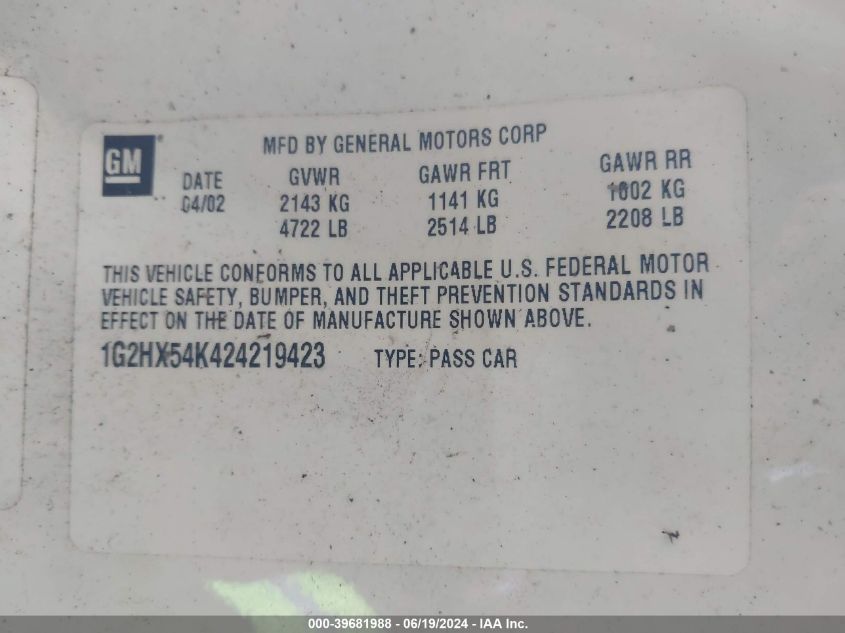 GM ®
MFD BY GENERAL MOTORS CORP
DATE GVWR GAWR FRT GAWR RR
04/02 2143 KG 1141 KG 1002 KG
4722 LB 2514 LB 2208 LB
THIS VEHICLE CONFORMS TO ALL APPLICABLE U.S. FEDERAL MOTOR
VEHICLE SAFETY, BUMPER, AND THEFT PREVENTION STANDARDS IN
EFFECT ON THE DATE OF MANUFACTURE SHOWN ABOVE.
1G2HX54K424219423 TYPE: PASS CAR
000-39681988 - 06/19/2024 - IAA Inc.